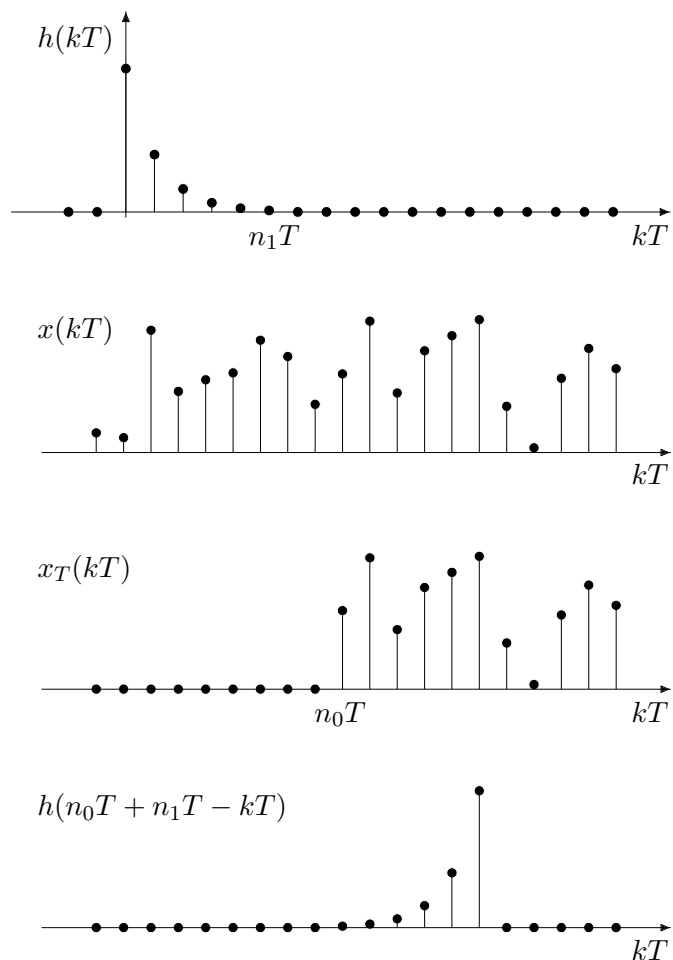 h(kT)
n₁T kT
x(kT)
kT
x_T(kT)
n₀T kT
h(n₀T + n₁T − kT)
kT